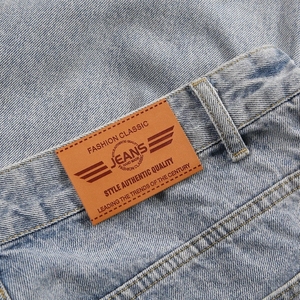 FASHION CLASSIC
JEANS
STYLE AUTHENTIC QUALITY
LEADING THE TRENDS OF THE CENTURY